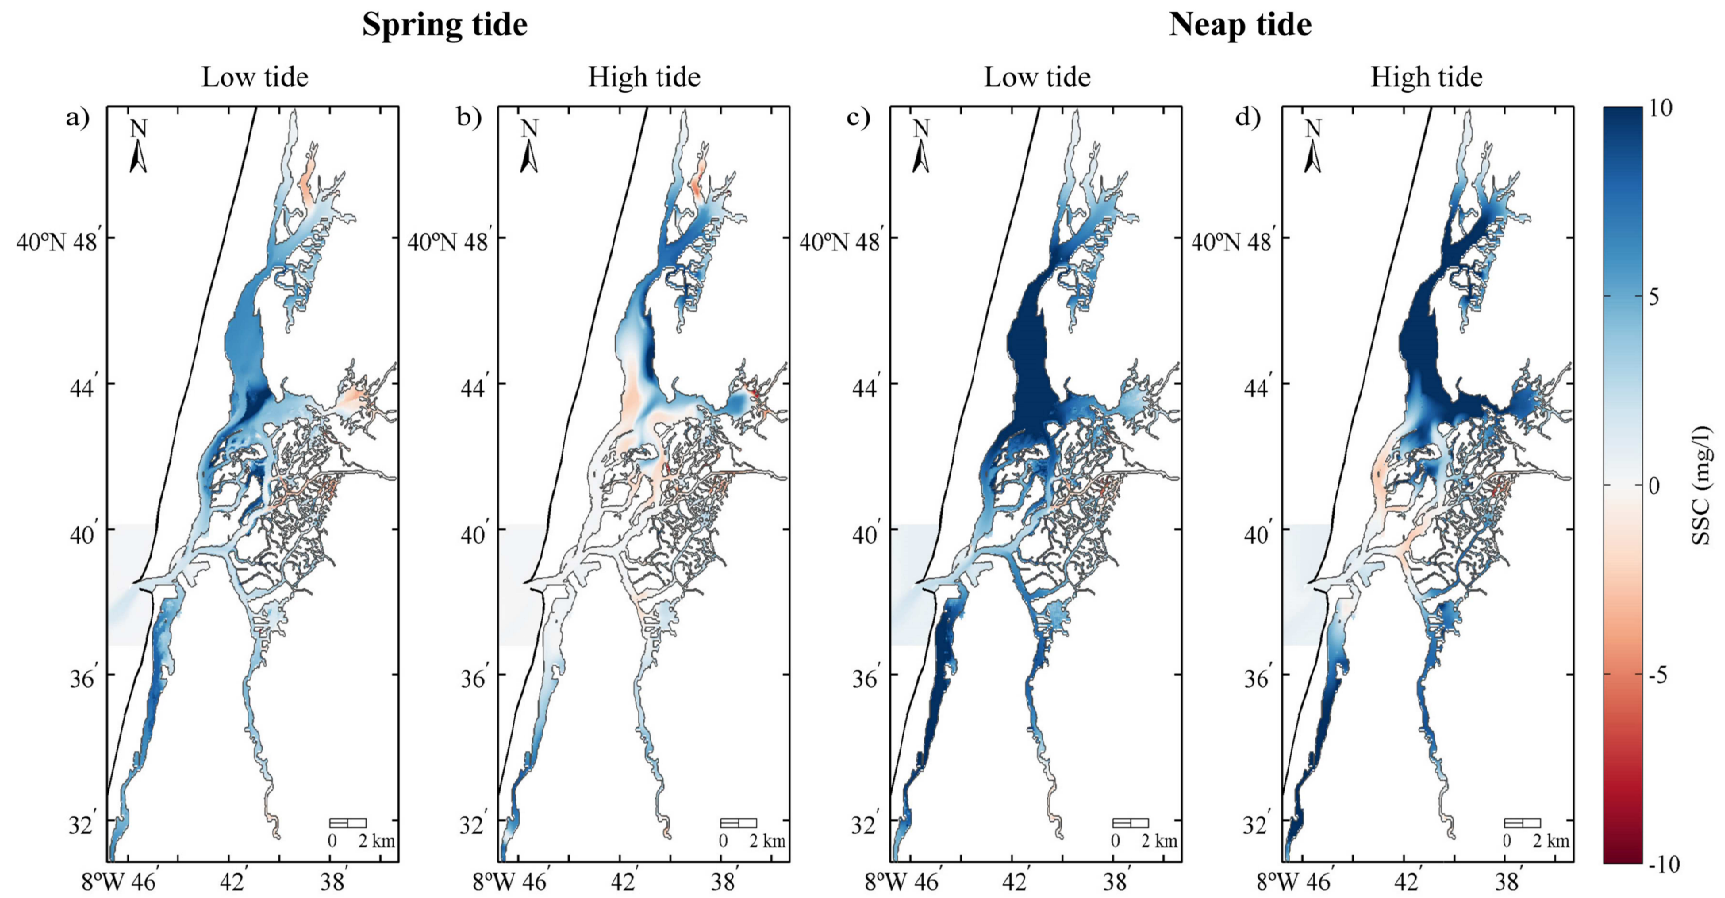 Spring tide Neap tide
Low tide High tide Low tide High tide
a) b) c) d)
N N N N
40ºN 48′ 40ºN 48′ 40ºN 48′ 40ºN 48′
44′ 44′ 44′ 44′
40′ 40′ 40′ 40′
36′ 36′ 36′ 36′
32′ 32′ 32′ 32′
0 2 km 0 2 km 0 2 km 0 2 km
8ºW 46′ 42′ 38′ 8ºW 46′ 42′ 38′ 8ºW 46′ 42′ 38′ 8ºW 46′ 42′ 38′
10
5
0
-5
-10
SSC (mg/l)